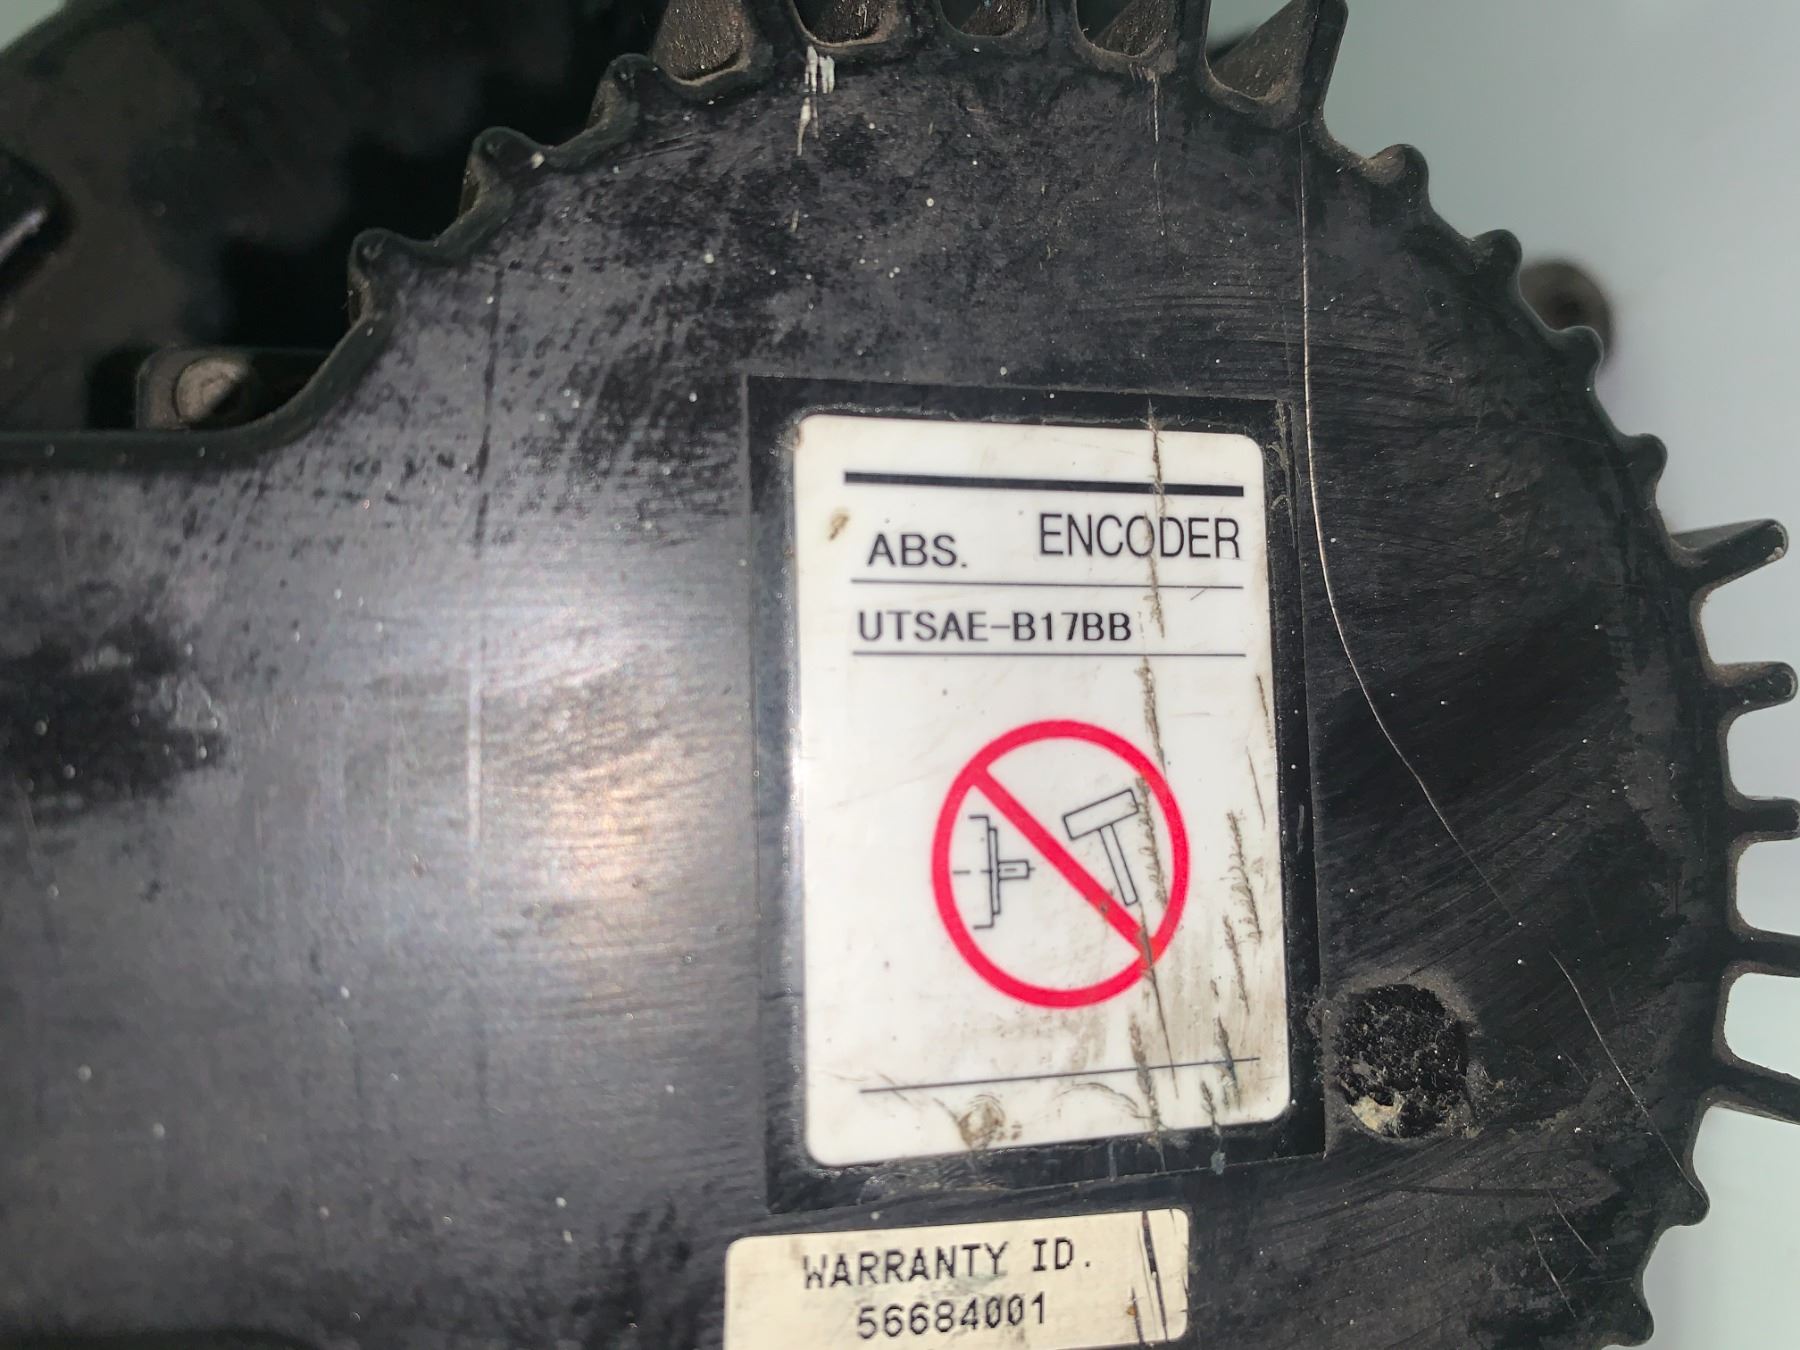 ABS. ENCODER
UTSAE-B17BB
WARRANTY ID.
56684001